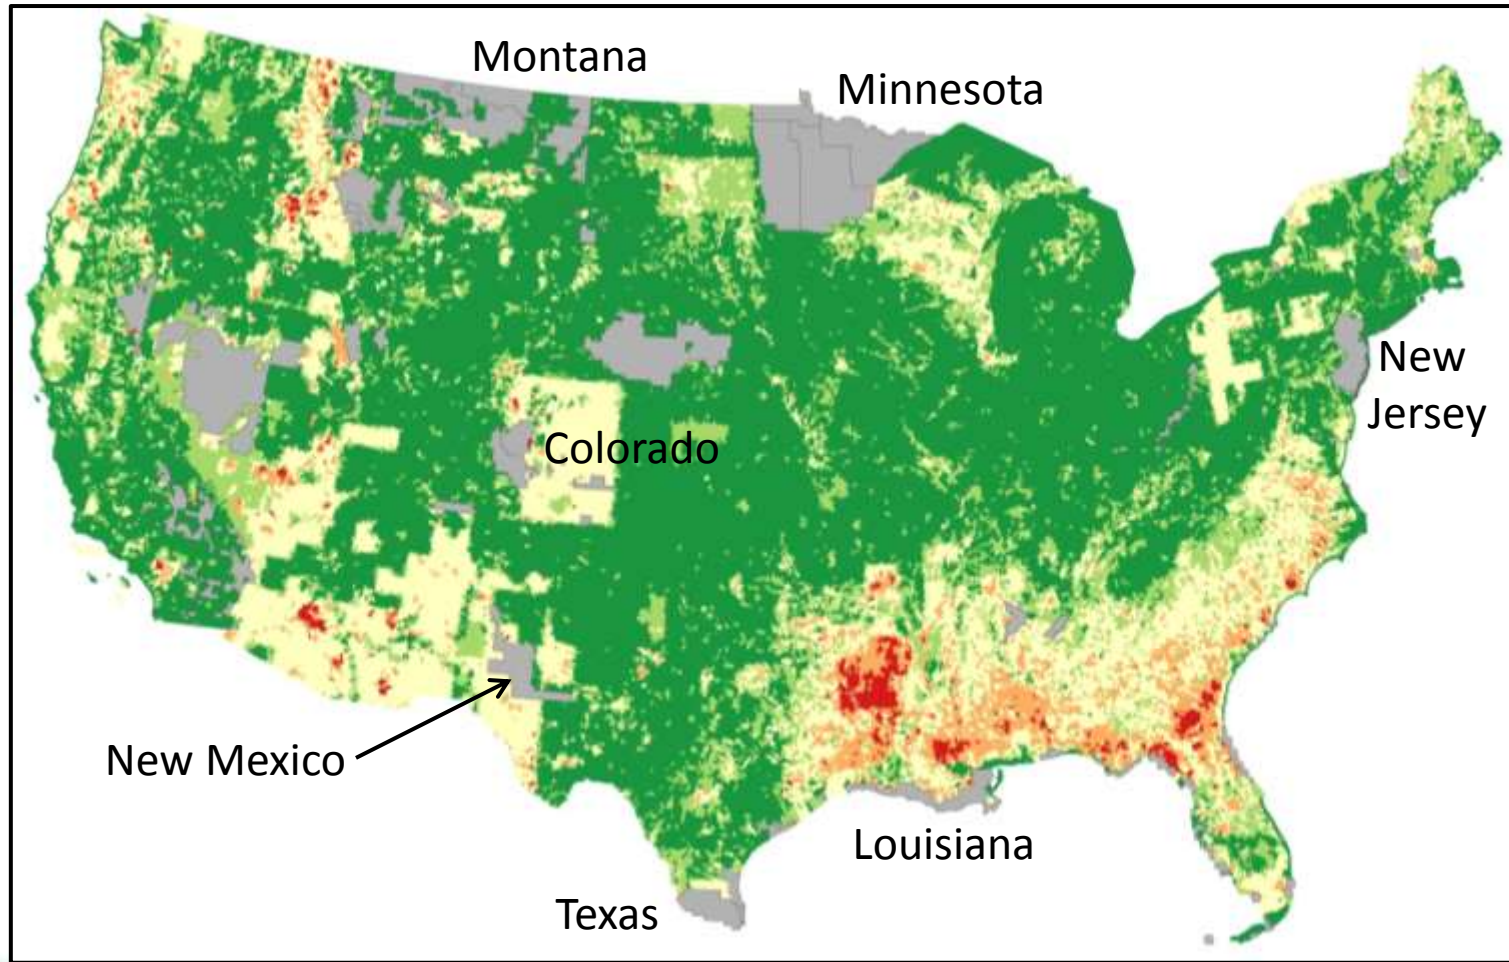 Montana
Minnesota
New
Jersey
Colorado
New Mexico
Louisiana
Texas